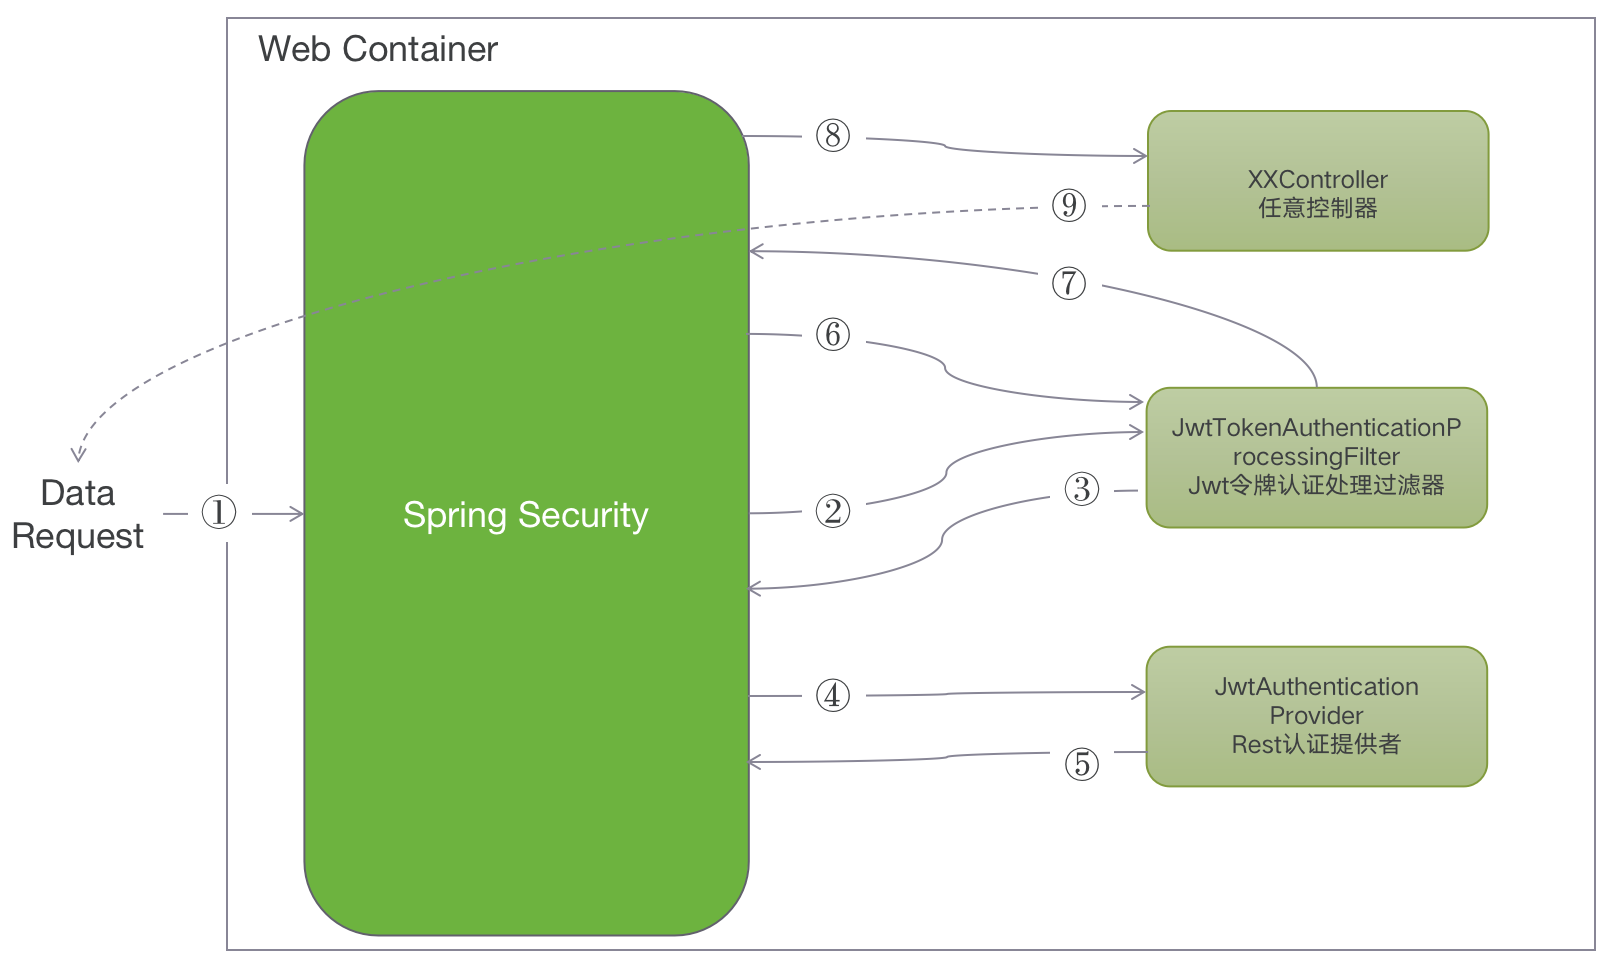 Web Container
⑧
XXController
任意控制器
⑨
⑦
⑥
JwtTokenAuthenticationP
rocessingFilter
Jwt令牌认证处理过滤器
③
②
Data
Request
①
Spring Security
④
JwtAuthentication
Provider
Rest认证提供者
⑤